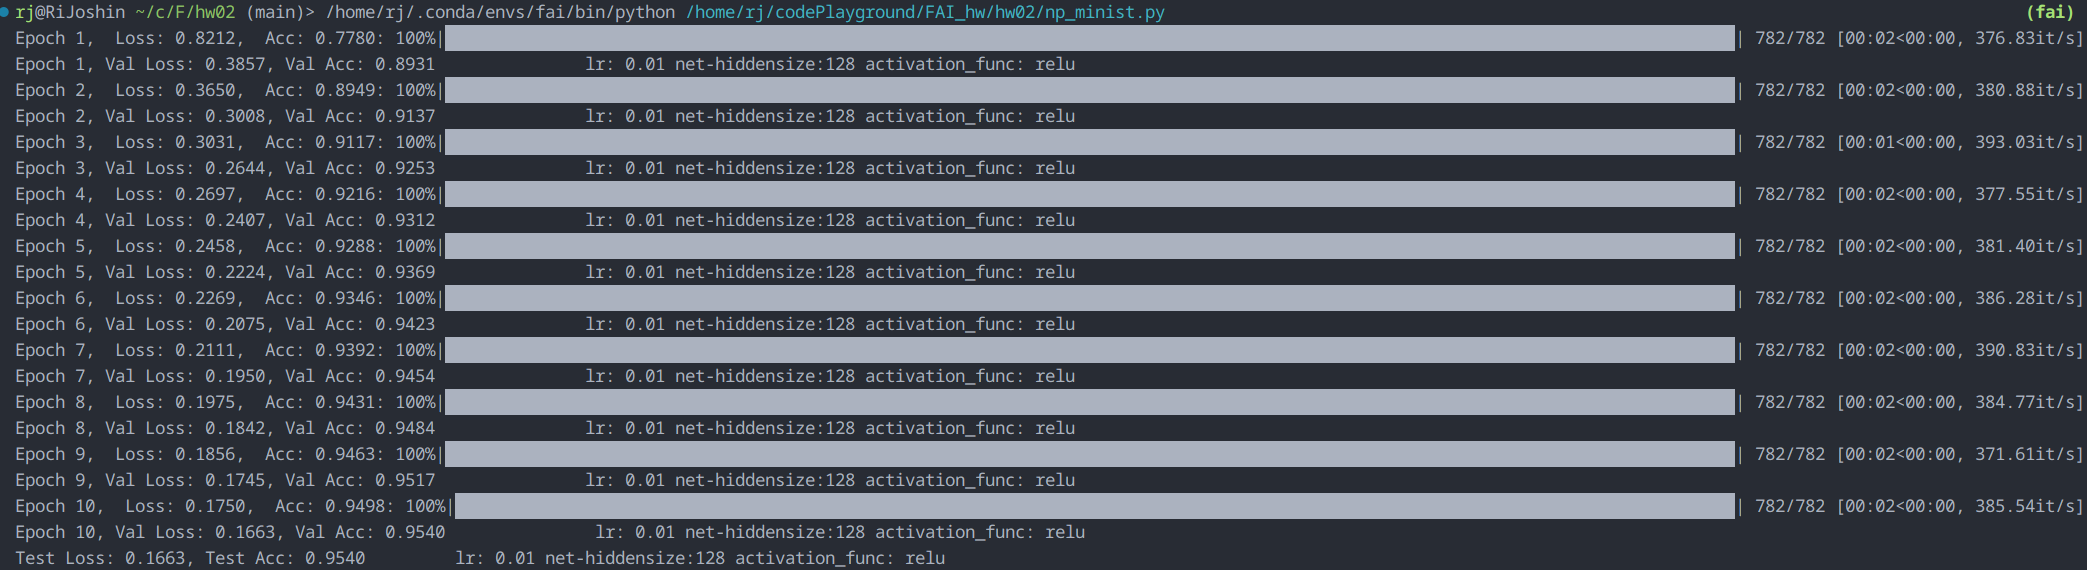 rj@RiJoshin ~/c/F/hw02 (main)> /home/rj/.conda/envs/fai/bin/python /home/rj/codePlayground/FAI_hw/hw02/np_minist.py (fai)
Epoch 1,  Loss: 0.8212,  Acc: 0.7780: 100%| | 782/782 [00:02<00:00, 376.83it/s]
Epoch 1, Val Loss: 0.3857, Val Acc: 0.8931 lr: 0.01 net-hiddensize:128 activation_func: relu
Epoch 2,  Loss: 0.3650,  Acc: 0.8949: 100%| | 782/782 [00:02<00:00, 380.88it/s]
Epoch 2, Val Loss: 0.3008, Val Acc: 0.9137 lr: 0.01 net-hiddensize:128 activation_func: relu
Epoch 3,  Loss: 0.3031,  Acc: 0.9117: 100%| | 782/782 [00:01<00:00, 393.03it/s]
Epoch 3, Val Loss: 0.2644, Val Acc: 0.9253 lr: 0.01 net-hiddensize:128 activation_func: relu
Epoch 4,  Loss: 0.2697,  Acc: 0.9216: 100%| | 782/782 [00:02<00:00, 377.55it/s]
Epoch 4, Val Loss: 0.2407, Val Acc: 0.9312 lr: 0.01 net-hiddensize:128 activation_func: relu
Epoch 5,  Loss: 0.2458,  Acc: 0.9288: 100%| | 782/782 [00:02<00:00, 381.40it/s]
Epoch 5, Val Loss: 0.2224, Val Acc: 0.9369 lr: 0.01 net-hiddensize:128 activation_func: relu
Epoch 6,  Loss: 0.2269,  Acc: 0.9346: 100%| | 782/782 [00:02<00:00, 386.28it/s]
Epoch 6, Val Loss: 0.2075, Val Acc: 0.9423 lr: 0.01 net-hiddensize:128 activation_func: relu
Epoch 7,  Loss: 0.2111,  Acc: 0.9392: 100%| | 782/782 [00:02<00:00, 390.83it/s]
Epoch 7, Val Loss: 0.1950, Val Acc: 0.9454 lr: 0.01 net-hiddensize:128 activation_func: relu
Epoch 8,  Loss: 0.1975,  Acc: 0.9431: 100%| | 782/782 [00:02<00:00, 384.77it/s]
Epoch 8, Val Loss: 0.1842, Val Acc: 0.9484 lr: 0.01 net-hiddensize:128 activation_func: relu
Epoch 9,  Loss: 0.1856,  Acc: 0.9463: 100%| | 782/782 [00:02<00:00, 371.61it/s]
Epoch 9, Val Loss: 0.1745, Val Acc: 0.9517 lr: 0.01 net-hiddensize:128 activation_func: relu
Epoch 10,  Loss: 0.1750,  Acc: 0.9498: 100%| | 782/782 [00:02<00:00, 385.54it/s]
Epoch 10, Val Loss: 0.1663, Val Acc: 0.9540 lr: 0.01 net-hiddensize:128 activation_func: relu
Test Loss: 0.1663, Test Acc: 0.9540 lr: 0.01 net-hiddensize:128 activation_func: relu